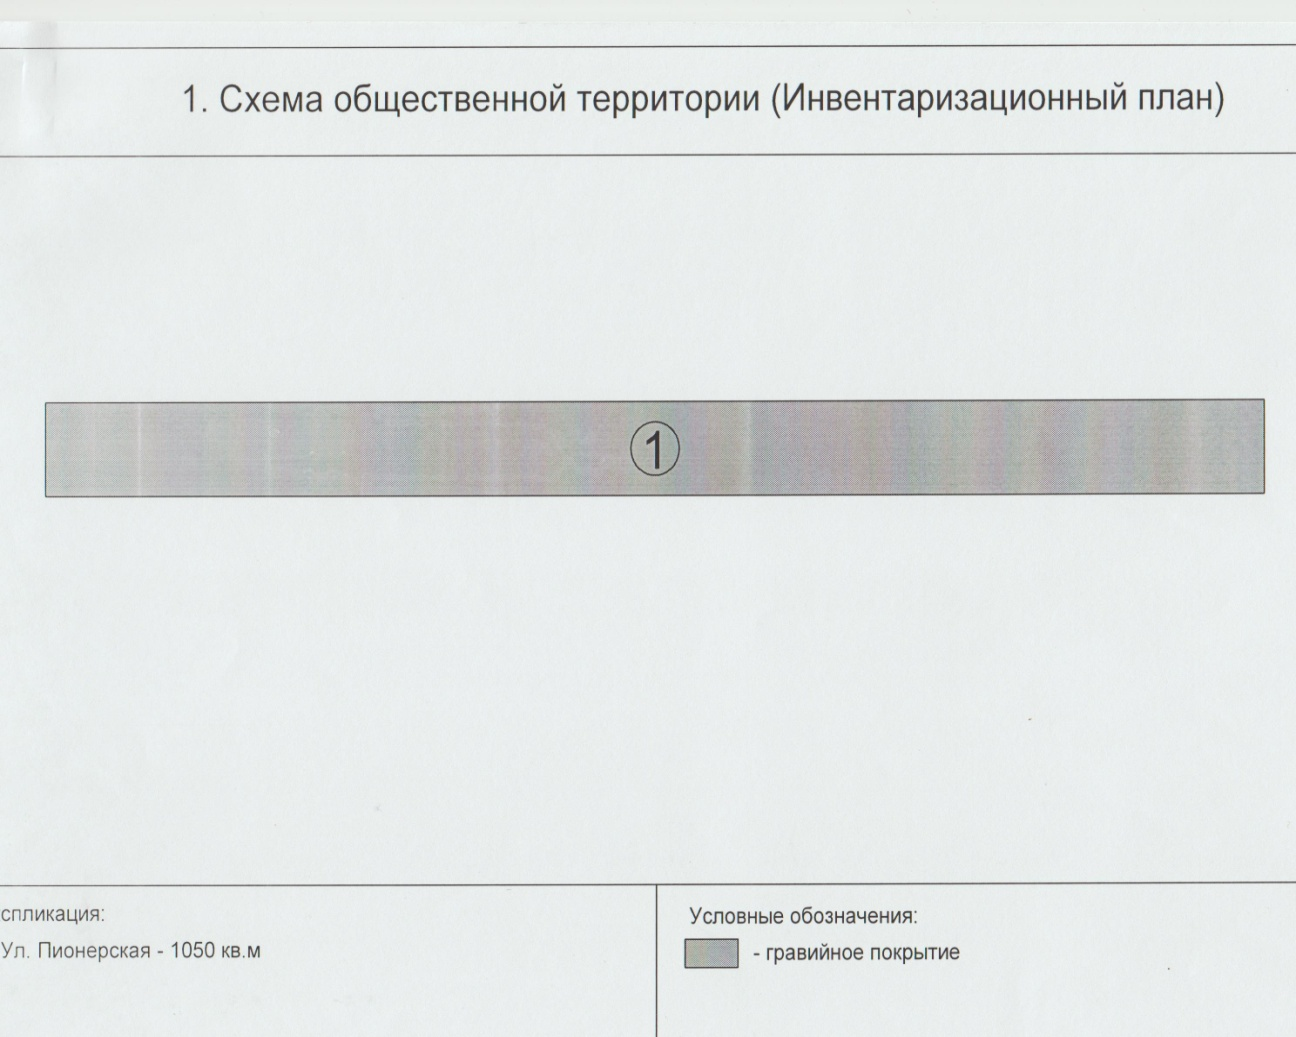 1. Схема общественной территории (Инвентаризационный план)
1
спликация:
Ул. Пионерская - 1050 кв.м
Условные обозначения:
- гравийное покрытие